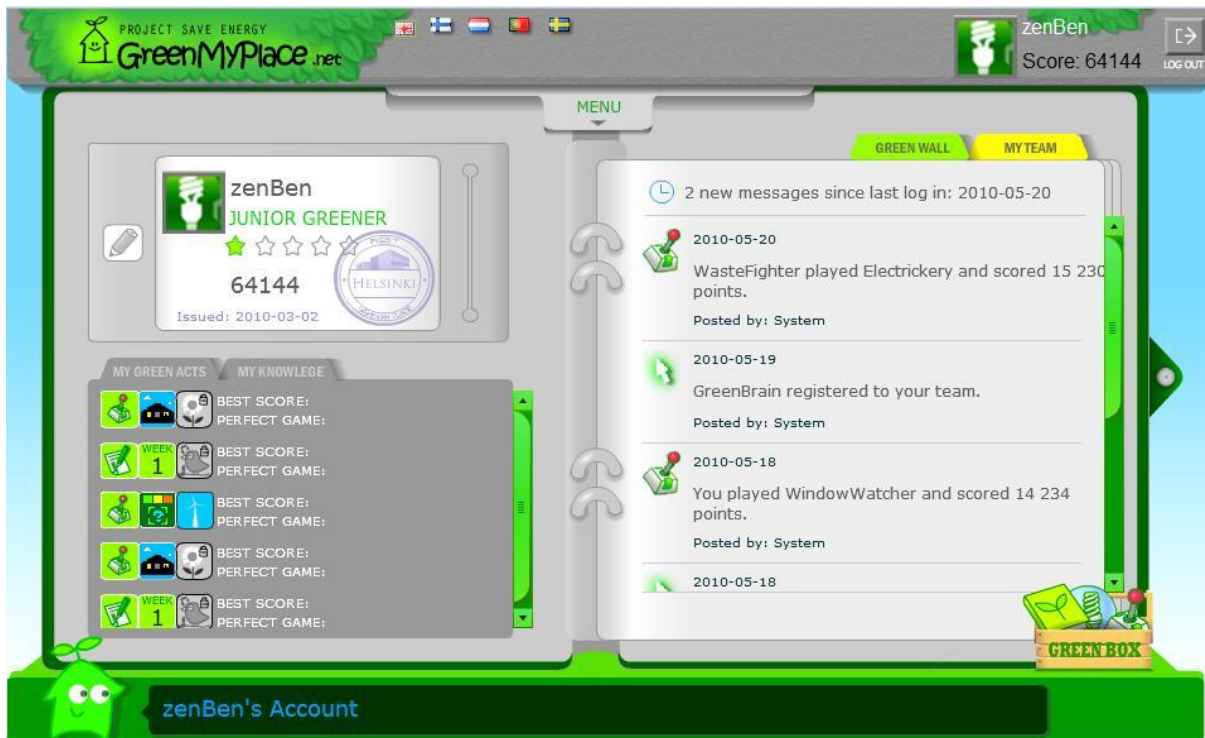 PROJECT SAVE ENERGY
GreenMyPlace.net
zenBen
Score: 64144
LOG OUT
MENU
zenBen
JUNIOR GREENER
64144
HELSINKI
Issued: 2010-03-02
MY GREEN ACTS
MY KNOWLEGE
BEST SCORE:
PERFECT GAME:
WEEK
1
BEST SCORE:
PERFECT GAME:
BEST SCORE:
PERFECT GAME:
BEST SCORE:
PERFECT GAME:
WEEK
1
BEST SCORE:
PERFECT GAME:
GREEN WALL
MY TEAM
2 new messages since last log in: 2010-05-20
2010-05-20
WasteFighter played Electrickery and scored 15 230
points.
Posted by: System
2010-05-19
GreenBrain registered to your team.
Posted by: System
2010-05-18
You played WindowWatcher and scored 14 234
points.
Posted by: System
2010-05-18
GREEN BOX
zenBen's Account